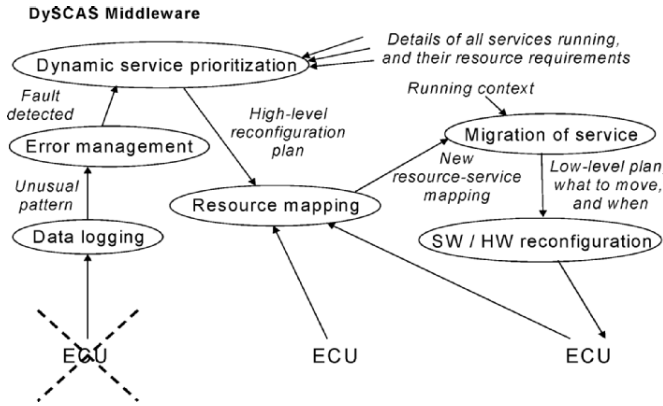 DySCAS Middleware
Details of all services running,
and their resource requirements
Dynamic service prioritization
Running context
Fault
detected
High-level
reconfiguration
plan
Migration of service
Error management
New
resource-service
mapping
Low-level plan,
what to move,
and when
Unusual
pattern
Resource mapping
Data logging
SW / HW reconfiguration
ECU
ECU
ECU